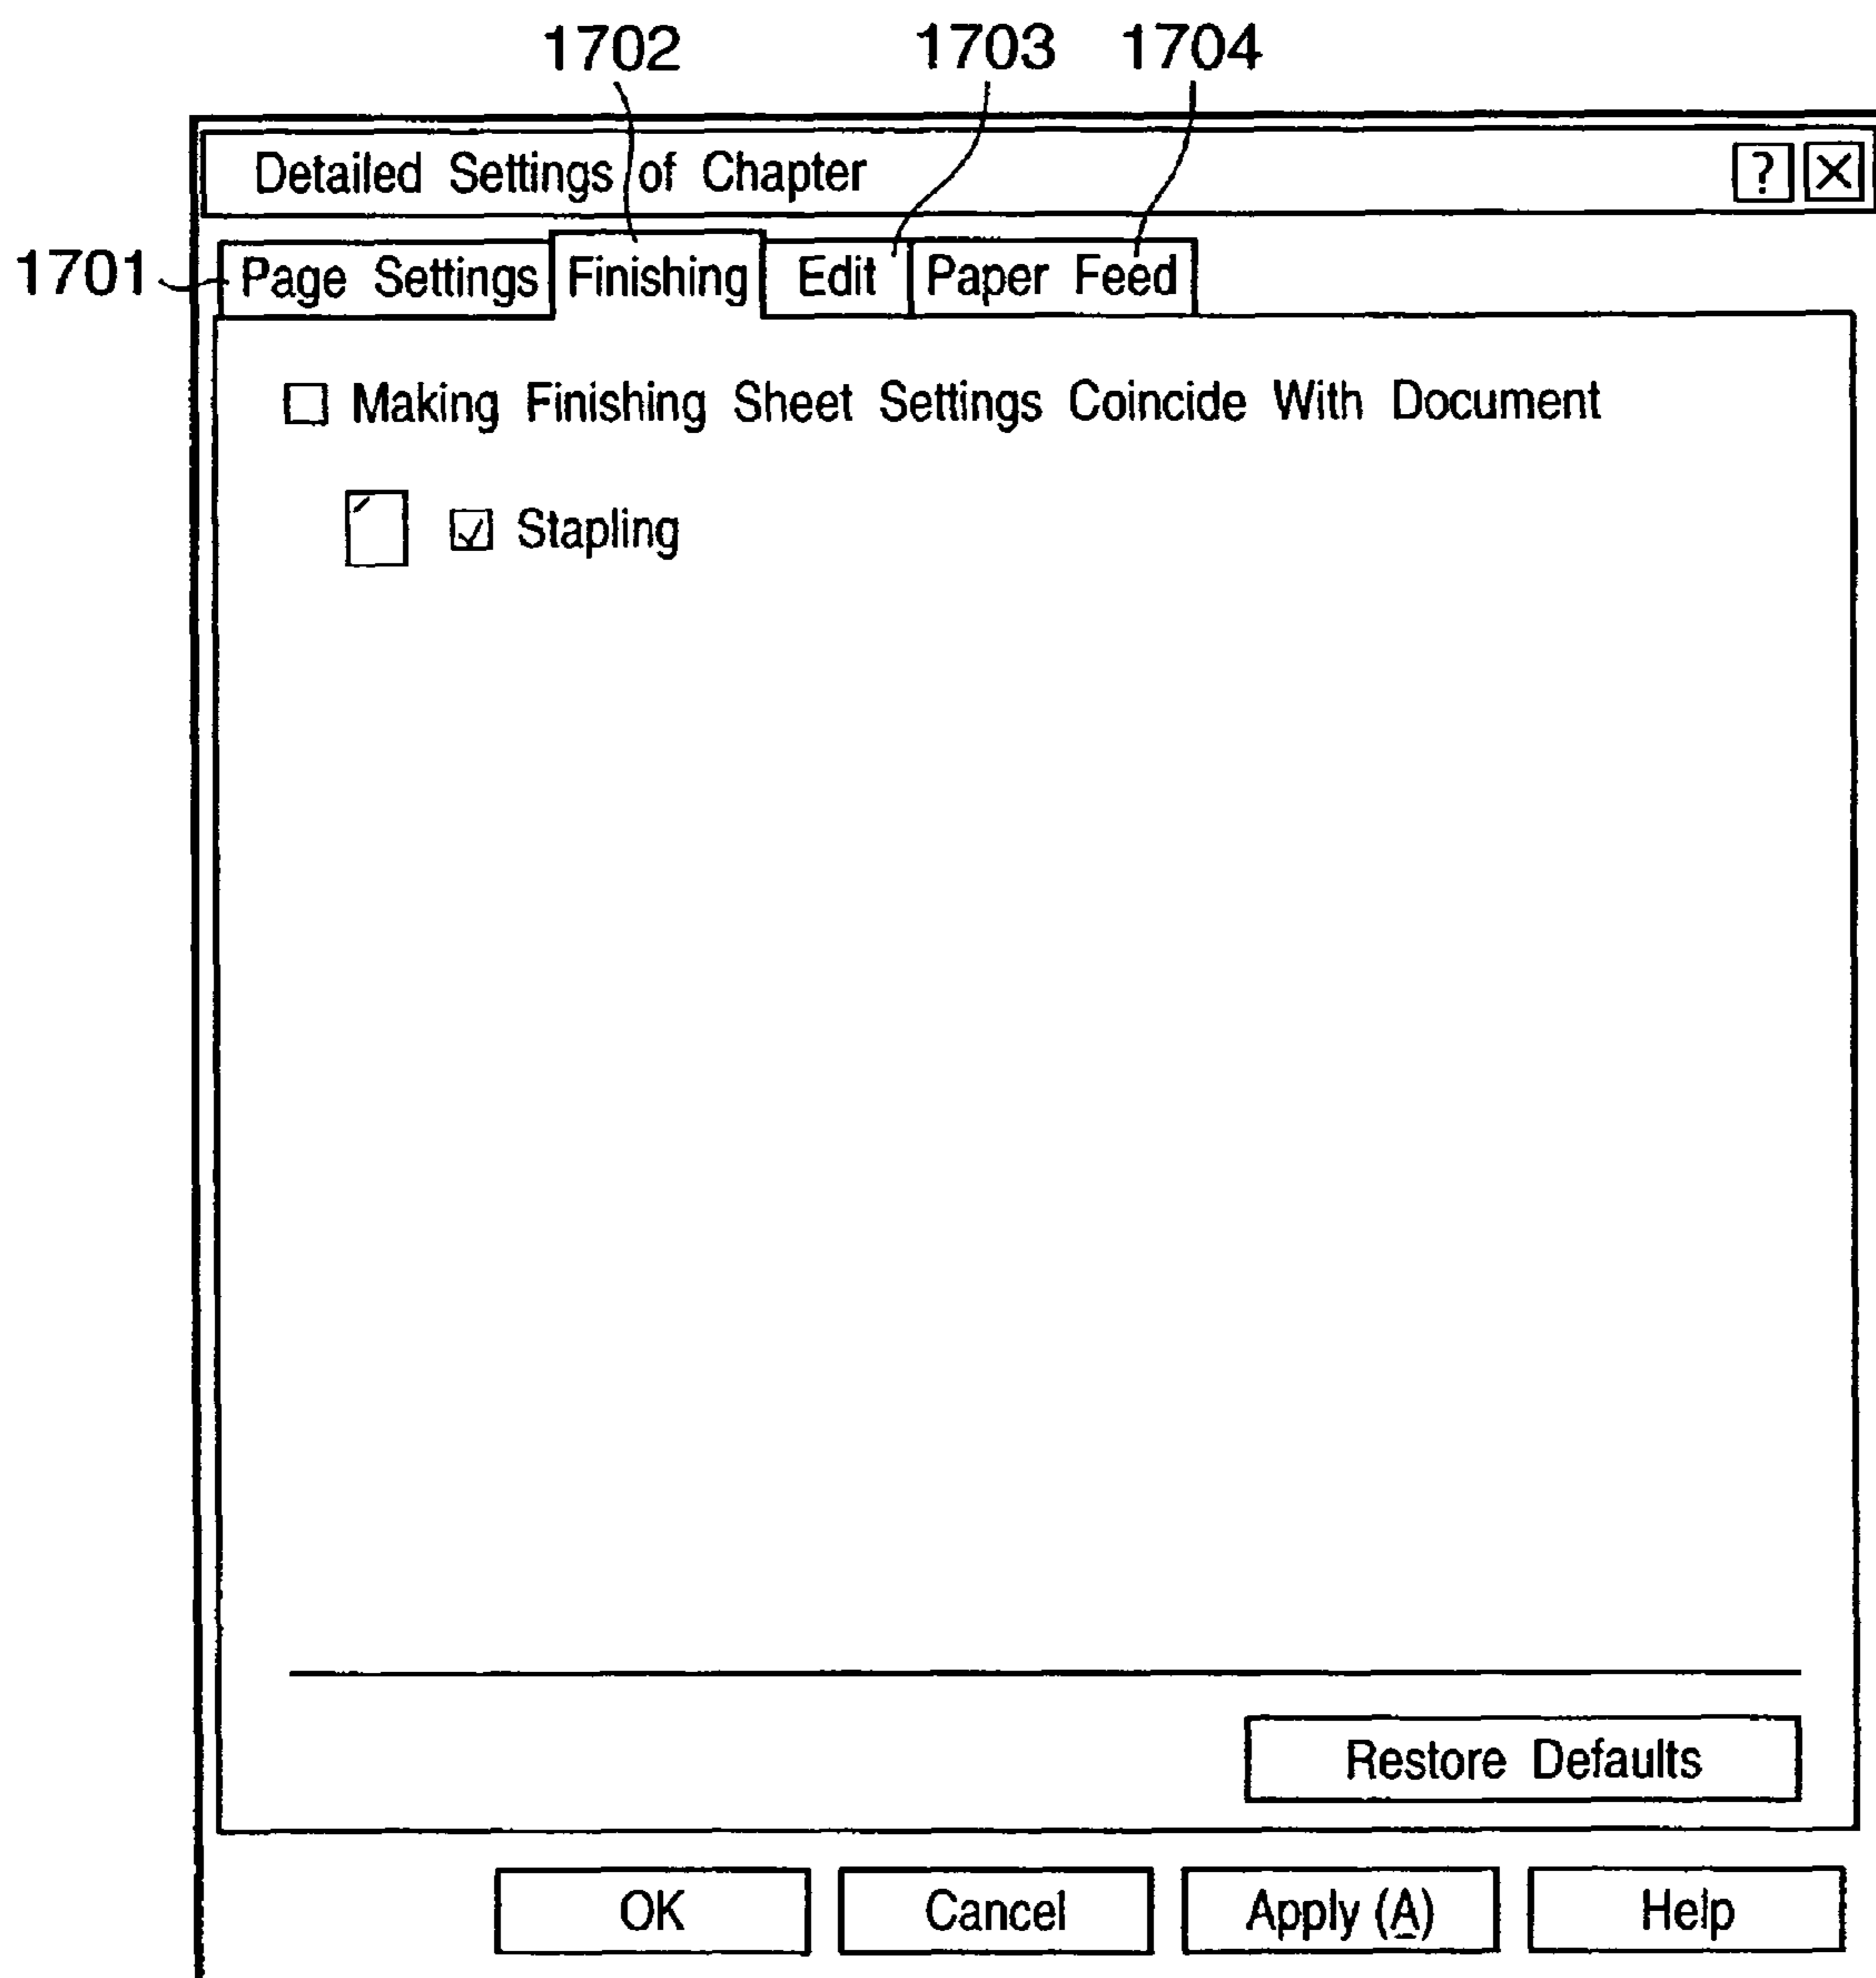 1702 1703 1704
Detailed Settings of Chapter ?
1701 Page Settings Finishing Edit Paper Feed
Making Finishing Sheet Settings Coincide With Document
Stapling
Restore Defaults
OK Cancel Apply (A) Help